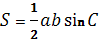 S = 1/2 ab sin C